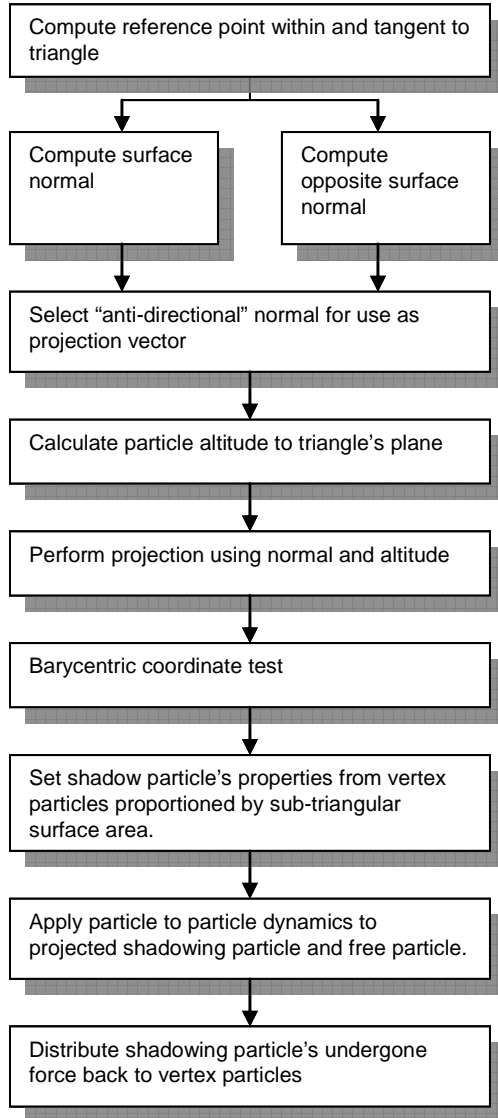 Compute reference point within and tangent to
triangle
Compute surface
normal
Compute
opposite surface
normal
Select “anti-directional” normal for use as
projection vector
Calculate particle altitude to triangle’s plane
Perform projection using normal and altitude
Barycentric coordinate test
Set shadow particle’s properties from vertex
particles proportioned by sub-triangular
surface area.
Apply particle to particle dynamics to
projected shadowing particle and free particle.
Distribute shadowing particle’s undergone
force back to vertex particles